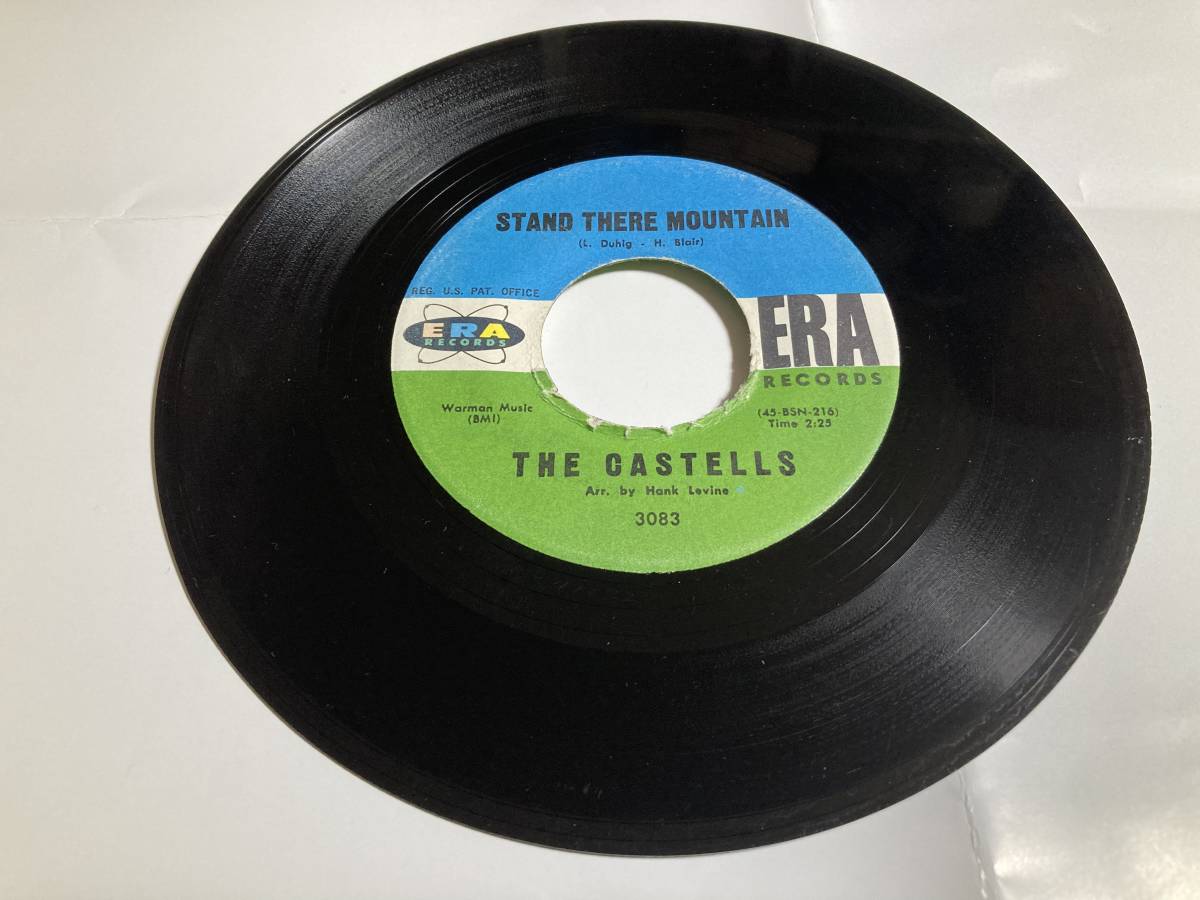 STAND THERE MOUNTAIN
(L. Duhig - H. Blair)
REG. U.S. PAT. OFFICE
ERA
RECORDS
ERA
RECORDS
Warman Music
(BMI)
(45-BSN-216)
Time 2:25
THE CASTELLS
Arr. by Hank Levine
3083